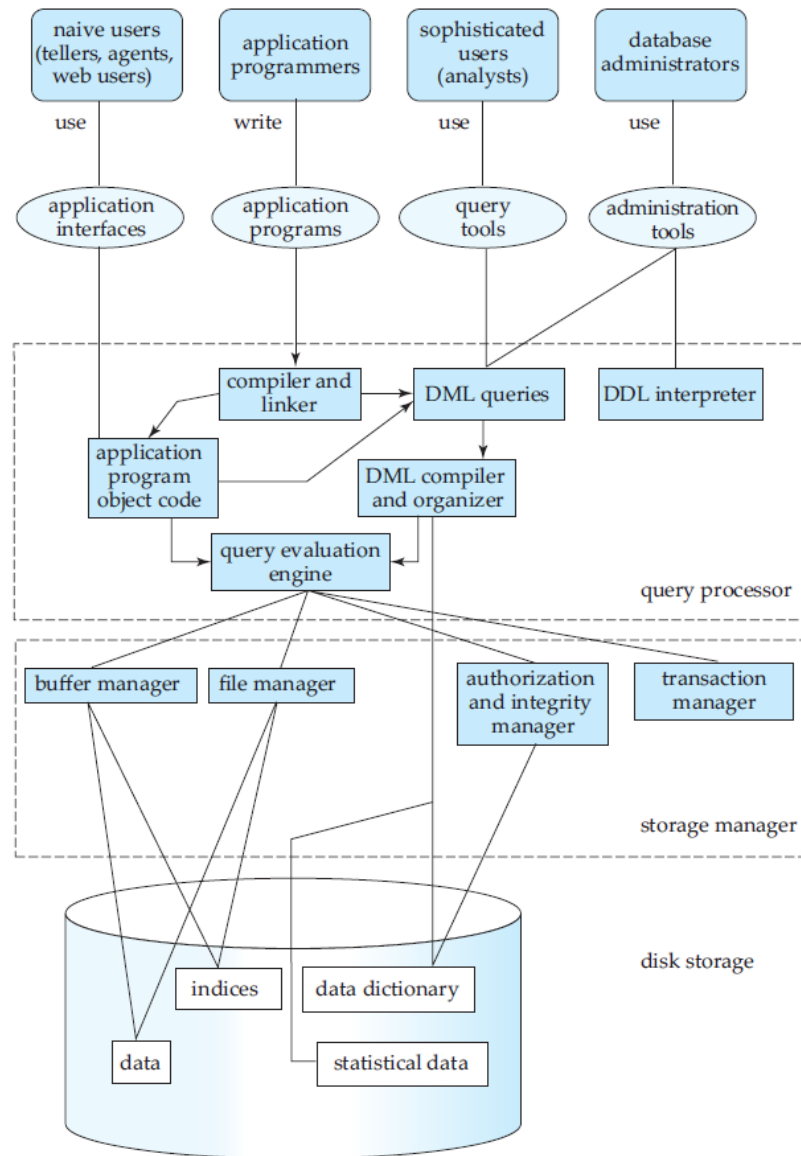 naive users
(tellers, agents,
web users)
application
programmers
sophisticated
users
(analysts)
database
administrators
use
write
use
use
application
interfaces
application
programs
query
tools
administration
tools
compiler and
linker
DML queries
DDL interpreter
application
program
object code
DML compiler
and organizer
query evaluation
engine
query processor
buffer manager
file manager
authorization
and integrity
manager
transaction
manager
storage manager
disk storage
indices
data dictionary
data
statistical data